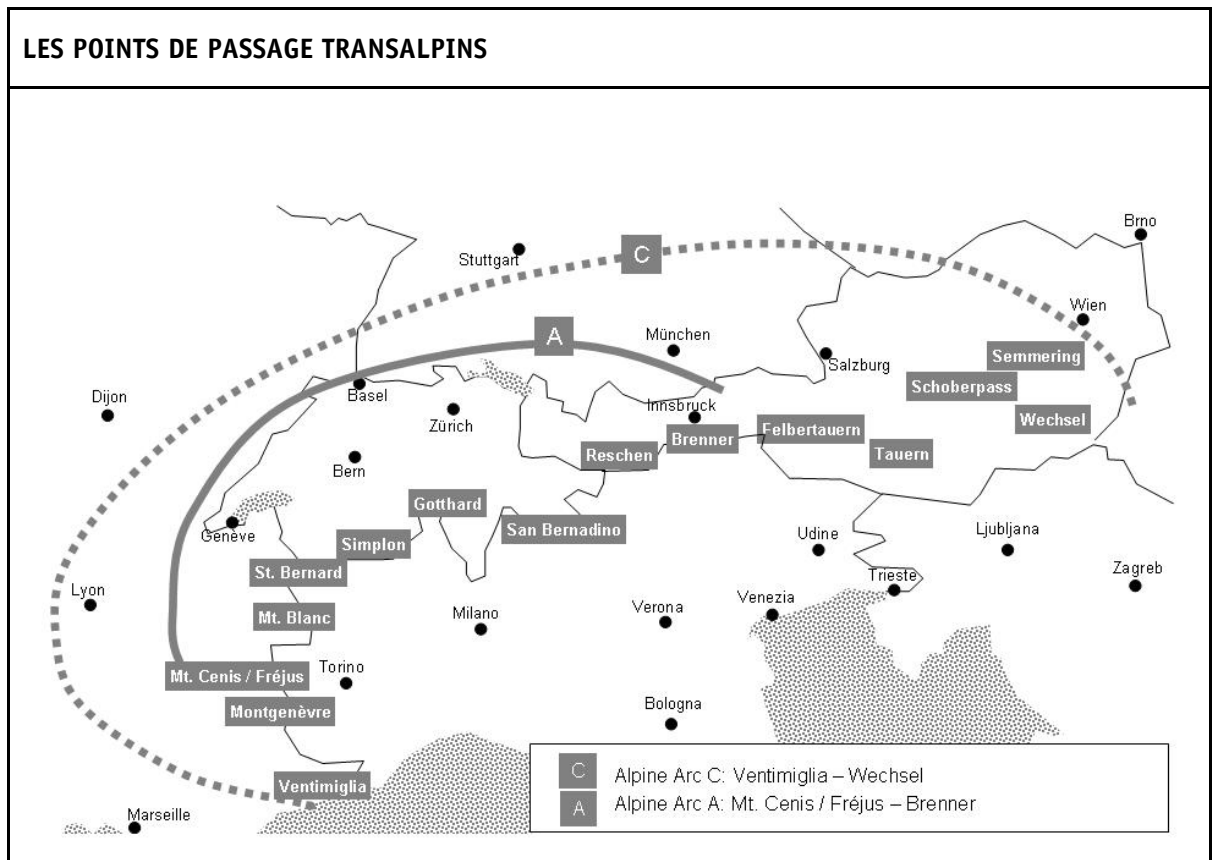 LES POINTS DE PASSAGE TRANSALPINS
Brno
Stuttgart
C
Wien
A
München
Semmering
Salzburg
Schoberpass
Dijon
Basel
Zürich
Innsbruck
Wechsel
Brenner
Felbertauern
Reschen
Tauern
Bern
Gotthard
San Bernadino
Genève
Simplon
Udine
Ljubljana
St. Bernard
Trieste
Zagreb
Lyon
Mt. Blanc
Milano
Verona
Venezia
Mt. Cenis / Fréjus
Torino
Montgenèvre
Bologna
Ventimiglia
Marseille
C Alpine Arc C: Ventimiglia – Wechsel
A Alpine Arc A: Mt. Cenis / Fréjus – Brenner